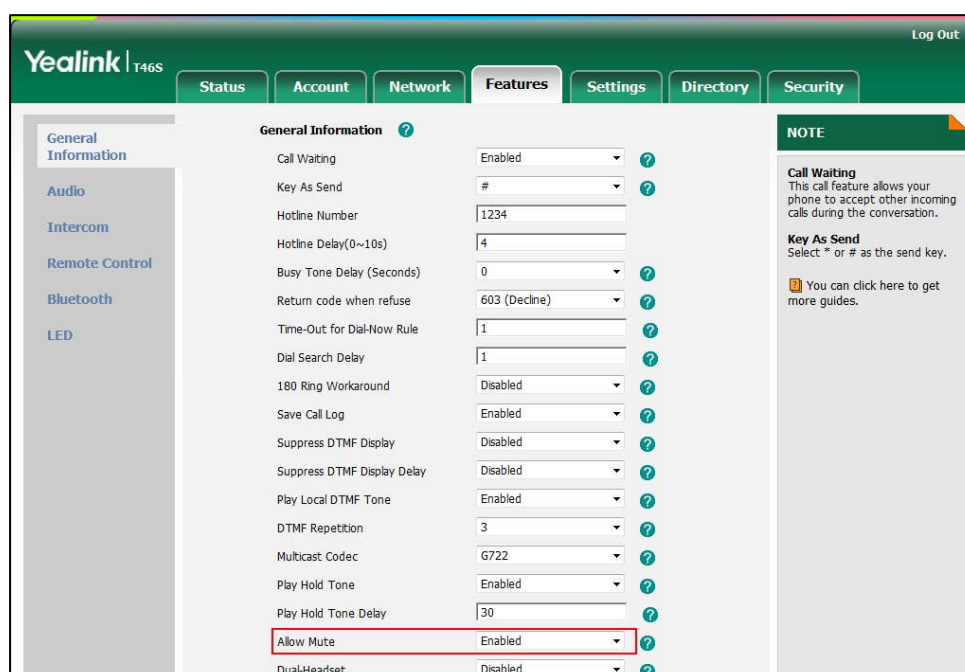 Log Out
Yealink | T46S
Status Account Network Features Settings Directory Security
General
Information
Audio
Intercom
Remote Control
Bluetooth
LED
General Information ?
Call Waiting Enabled ?
Key As Send # ?
Hotline Number 1234
Hotline Delay(0~10s) 4
Busy Tone Delay (Seconds) 0 ?
Return code when refuse 603 (Decline) ?
Time-Out for Dial-Now Rule 1 ?
Dial Search Delay 1 ?
180 Ring Workaround Disabled ?
Save Call Log Enabled ?
Suppress DTMF Display Disabled ?
Suppress DTMF Display Delay Disabled ?
Play Local DTMF Tone Enabled ?
DTMF Repetition 3 ?
Multicast Codec G722 ?
Play Hold Tone Enabled ?
Play Hold Tone Delay 30 ?
Allow Mute Enabled ?
Dual-Headset Disabled ?
NOTE
Call Waiting
This call feature allows your
phone to accept other incoming
calls during the conversation.
Key As Send
Select * or # as the send key.
? You can click here to get
more guides.